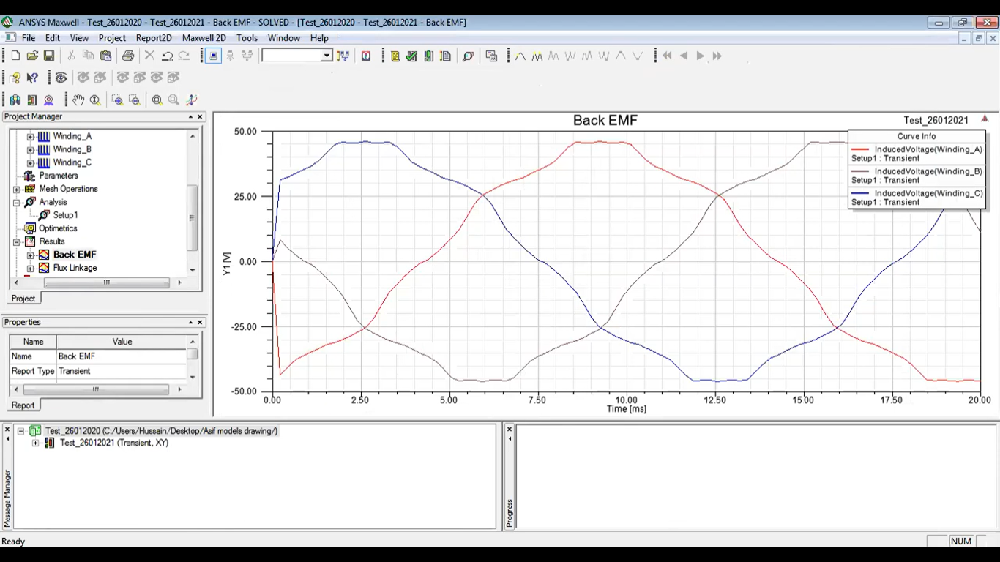 ANSYS Maxwell - Test_26012020 - Test_26012021 - Back EMF - SOLVED - [Test_26012020 - Test_26012021 - Back EMF]
File Edit View Project Report2D Maxwell 2D Tools Window Help
Project Manager
Winding_A
Winding_B
Winding_C
Parameters
Mesh Operations
Analysis
Setup1
Optimetrics
Results
Back EMF
Flux Linkage
Project
Properties
Name Value
Name Back EMF
Report Type Transient
Report
Back EMF
Test_26012021
Curve Info
InducedVoltage(Winding_A)
Setup1 : Transient
InducedVoltage(Winding_B)
Setup1 : Transient
InducedVoltage(Winding_C)
Setup1 : Transient
Y1 [V]
50.00
25.00
0.00
-25.00
-50.00
0.00 2.50 5.00 7.50 10.00 12.50 15.00 17.50 20.00
Time [ms]
Message Manager
Test_26012020 (C:/Users/Hussain/Desktop/Asif models drawing/)
Test_26012021 (Transient, XY)
Progress
Ready
NUM